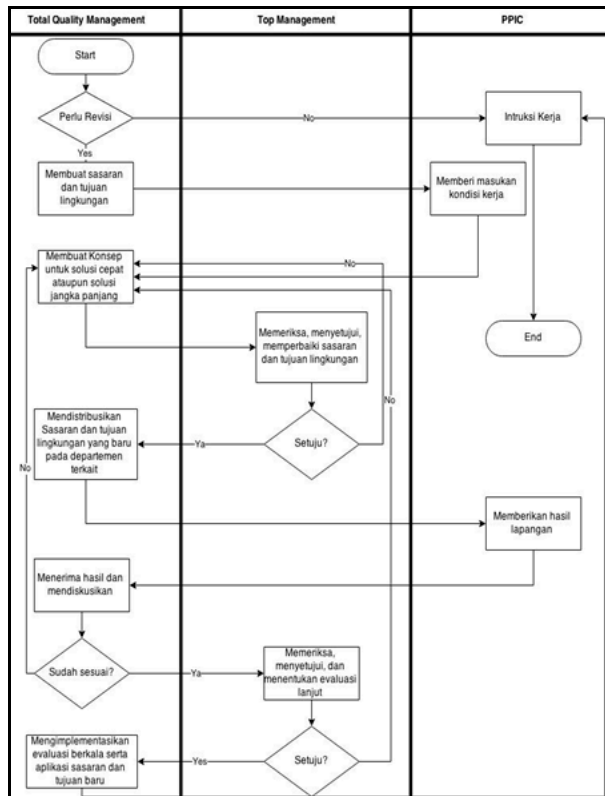 Total Quality Management
Top Management
PPIC
Start
Perlu Revisi
No
Intruksi Kerja
Yes
Membuat sasaran
dan tujuan
lingkungan
Memberi masukan
kondisi kerja
Membuat Konsep
untuk solusi cepat
ataupun solusi
jangka panjang
No
Memeriksa, menyetujui,
memperbaiki sasaran
dan tujuan lingkungan
End
Mendistribusikan
Sasaran dan tujuan
lingkungan yang baru
pada departemen
terkait
Ya
Setuju?
No
No
Memberikan hasil
lapangan
Menerima hasil dan
mendiskusikan
Sudah sesuai?
Ya
Memeriksa,
menyetujui, dan
menentukan evaluasi
lanjut
Mengimplementasikan
evaluasi berkala serta
aplikasi sasaran dan
tujuan baru
Yes
Setuju?